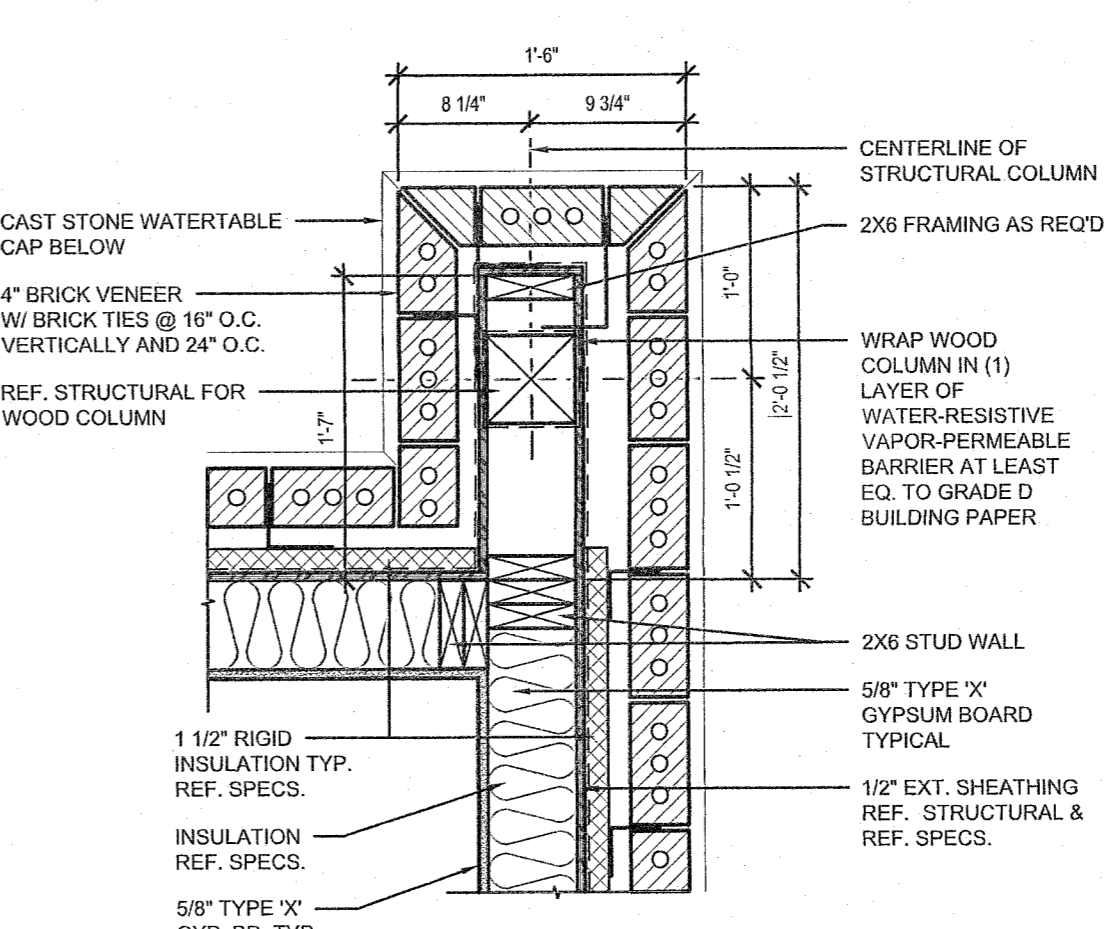 1'-6"
8 1/4"
9 3/4"
CENTERLINE OF
STRUCTURAL COLUMN
CAST STONE WATERTABLE
CAP BELOW
2X6 FRAMING AS REQ'D
4" BRICK VENEER
W/ BRICK TIES @ 16" O.C.
VERTICALLY AND 24" O.C.
1'-0"
WRAP WOOD
COLUMN IN (1)
LAYER OF
WATER-RESISTIVE
VAPOR-PERMEABLE
BARRIER AT LEAST
EQ. TO GRADE D
BUILDING PAPER
REF. STRUCTURAL FOR
WOOD COLUMN
1'-7"
2'-0 1/2"
1'-0 1/2"
2X6 STUD WALL
5/8" TYPE 'X'
GYPSUM BOARD
TYPICAL
1 1/2" RIGID
INSULATION TYP.
REF. SPECS.
1/2" EXT. SHEATHING
REF. STRUCTURAL &
REF. SPECS.
INSULATION
REF. SPECS.
5/8" TYPE 'X'